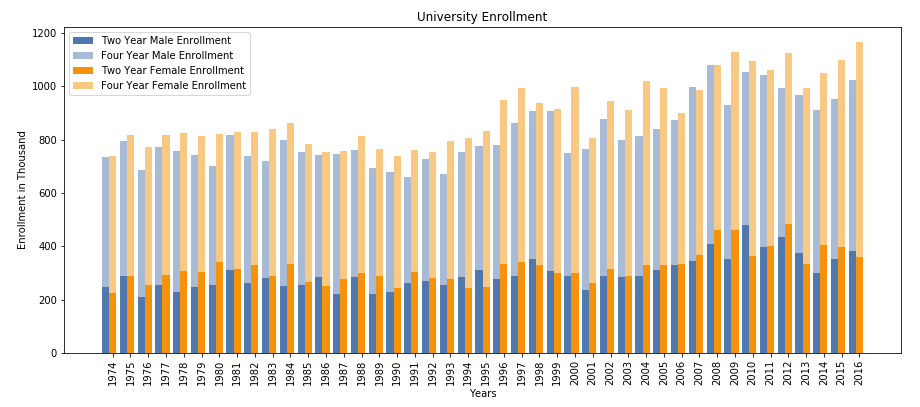 University Enrollment
Two Year Male Enrollment
Four Year Male Enrollment
Two Year Female Enrollment
Four Year Female Enrollment
Enrollment in Thousand
1200
1000
800
600
400
200
0
1974 1975 1976 1977 1978 1979 1980 1981 1982 1983 1984 1985 1986 1987 1988 1989 1990 1991 1992 1993 1994 1995 1996 1997 1998 1999 2000 2001 2002 2003 2004 2005 2006 2007 2008 2009 2010 2011 2012 2013 2014 2015 2016
Years